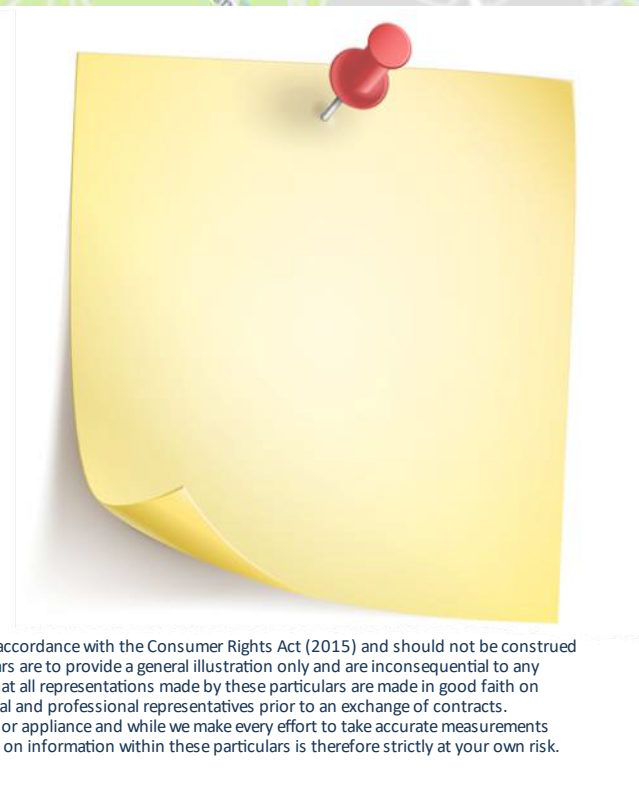 accordance with the Consumer Rights Act (2015) and should not be construed
rs are to provide a general illustration only and are inconsequential to any
at all representations made by these particulars are made in good faith on
al and professional representatives prior to an exchange of contracts.
or appliance and while we make every effort to take accurate measurements
on information within these particulars is therefore strictly at your own risk.